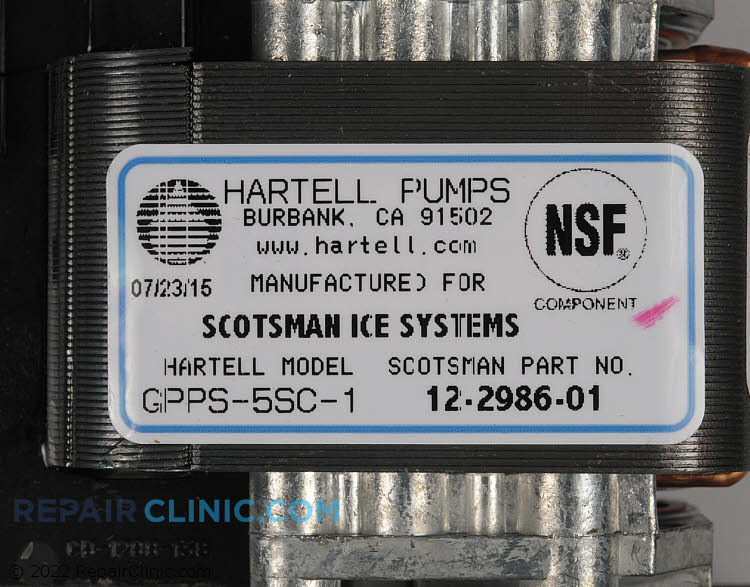 HARTELL PUMPS
BURBANK, CA 91502
www.hartell.com
07/23/15
MANUFACTURED FOR
NSF®
COMPONENT
SCOTSMAN ICE SYSTEMS
HARTELL MODEL SCOTSMAN PART NO.
GPPS-5SC-1 12-2986-01
REPAIRCLINIC.COM
© 2022 RepairClinic.com